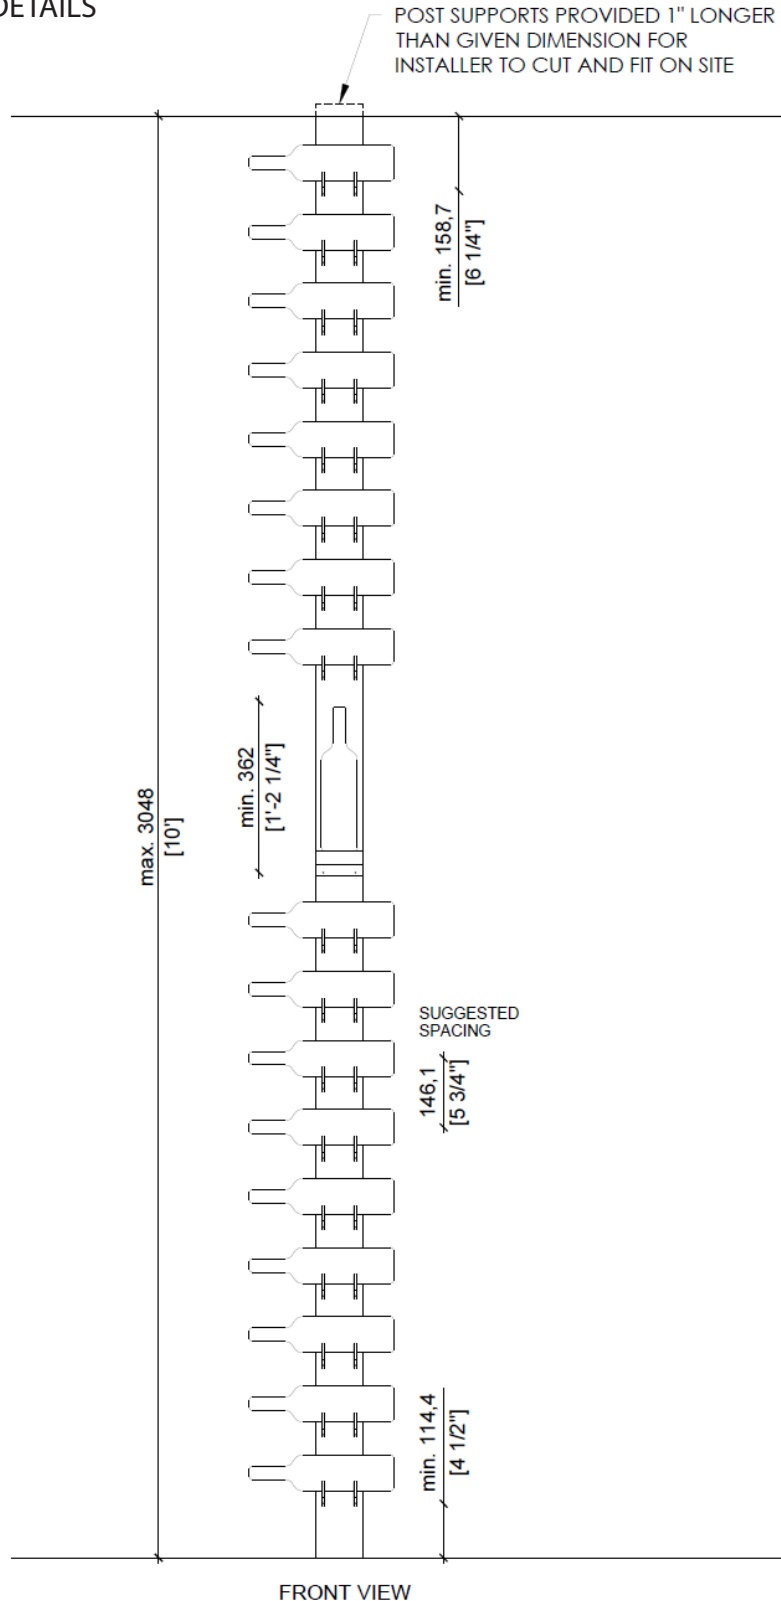 DETAILS
POST SUPPORTS PROVIDED 1" LONGER
THAN GIVEN DIMENSION FOR
INSTALLER TO CUT AND FIT ON SITE
min. 158,7
[6 1/4"]
min. 362
[1'-2 1/4"]
max. 3048
[10']
SUGGESTED
SPACING
146,1
[5 3/4"]
min. 114,4
[4 1/2"]
FRONT VIEW